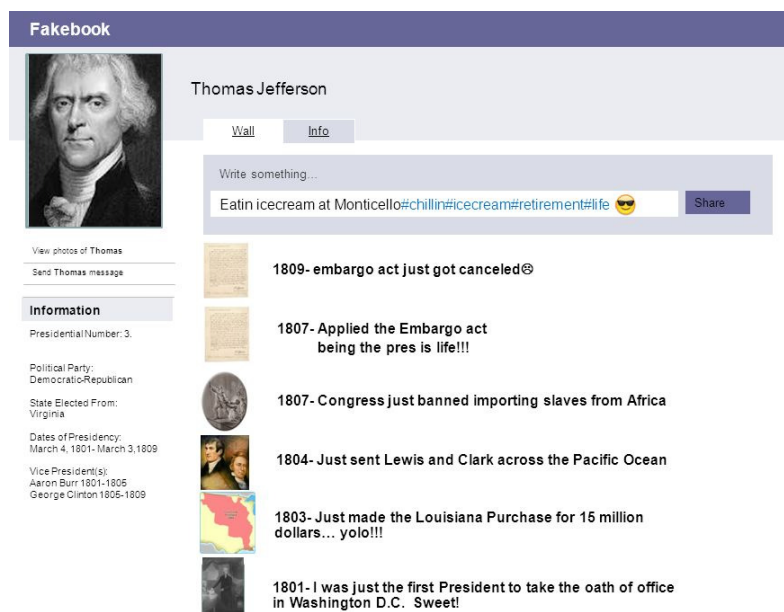 Fakebook
Thomas Jefferson
Wall
Info
Write something...
Eatin icecream at Monticello#chillin#icecream#retirement#life 😎
Share
View photos of Thomas
Send Thomas message
Information
Presidential Number: 3.
Political Party:
Democratic-Republican
State Elected From:
Virginia
Dates of Presidency:
March 4, 1801- March 3,1809
Vice President(s):
Aaron Burr 1801-1805
George Clinton 1805-1809
1809- embargo act just got canceled☹
1807- Applied the Embargo act
being the pres is life!!!
1807- Congress just banned importing slaves from Africa
1804- Just sent Lewis and Clark across the Pacific Ocean
1803- Just made the Louisiana Purchase for 15 million
dollars... yolo!!!
1801- I was just the first President to take the oath of office
in Washington D.C. Sweet!